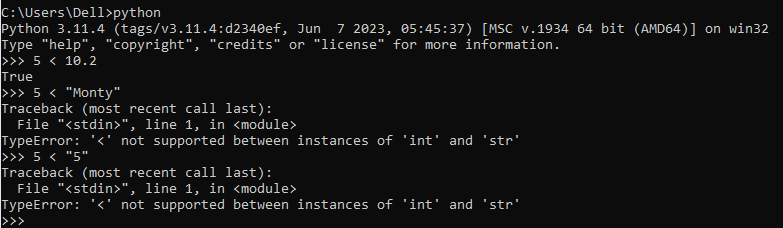 C:\Users\Dell>python
Python 3.11.4 (tags/v3.11.4:d2340ef, Jun  7 2023, 05:45:37) [MSC v.1934 64 bit (AMD64)] on win32
Type "help", "copyright", "credits" or "license" for more information.
>>> 5 < 10.2
True
>>> 5 < "Monty"
Traceback (most recent call last):
  File "<stdin>", line 1, in <module>
TypeError: '<' not supported between instances of 'int' and 'str'
>>> 5 < "5"
Traceback (most recent call last):
  File "<stdin>", line 1, in <module>
TypeError: '<' not supported between instances of 'int' and 'str'
>>>